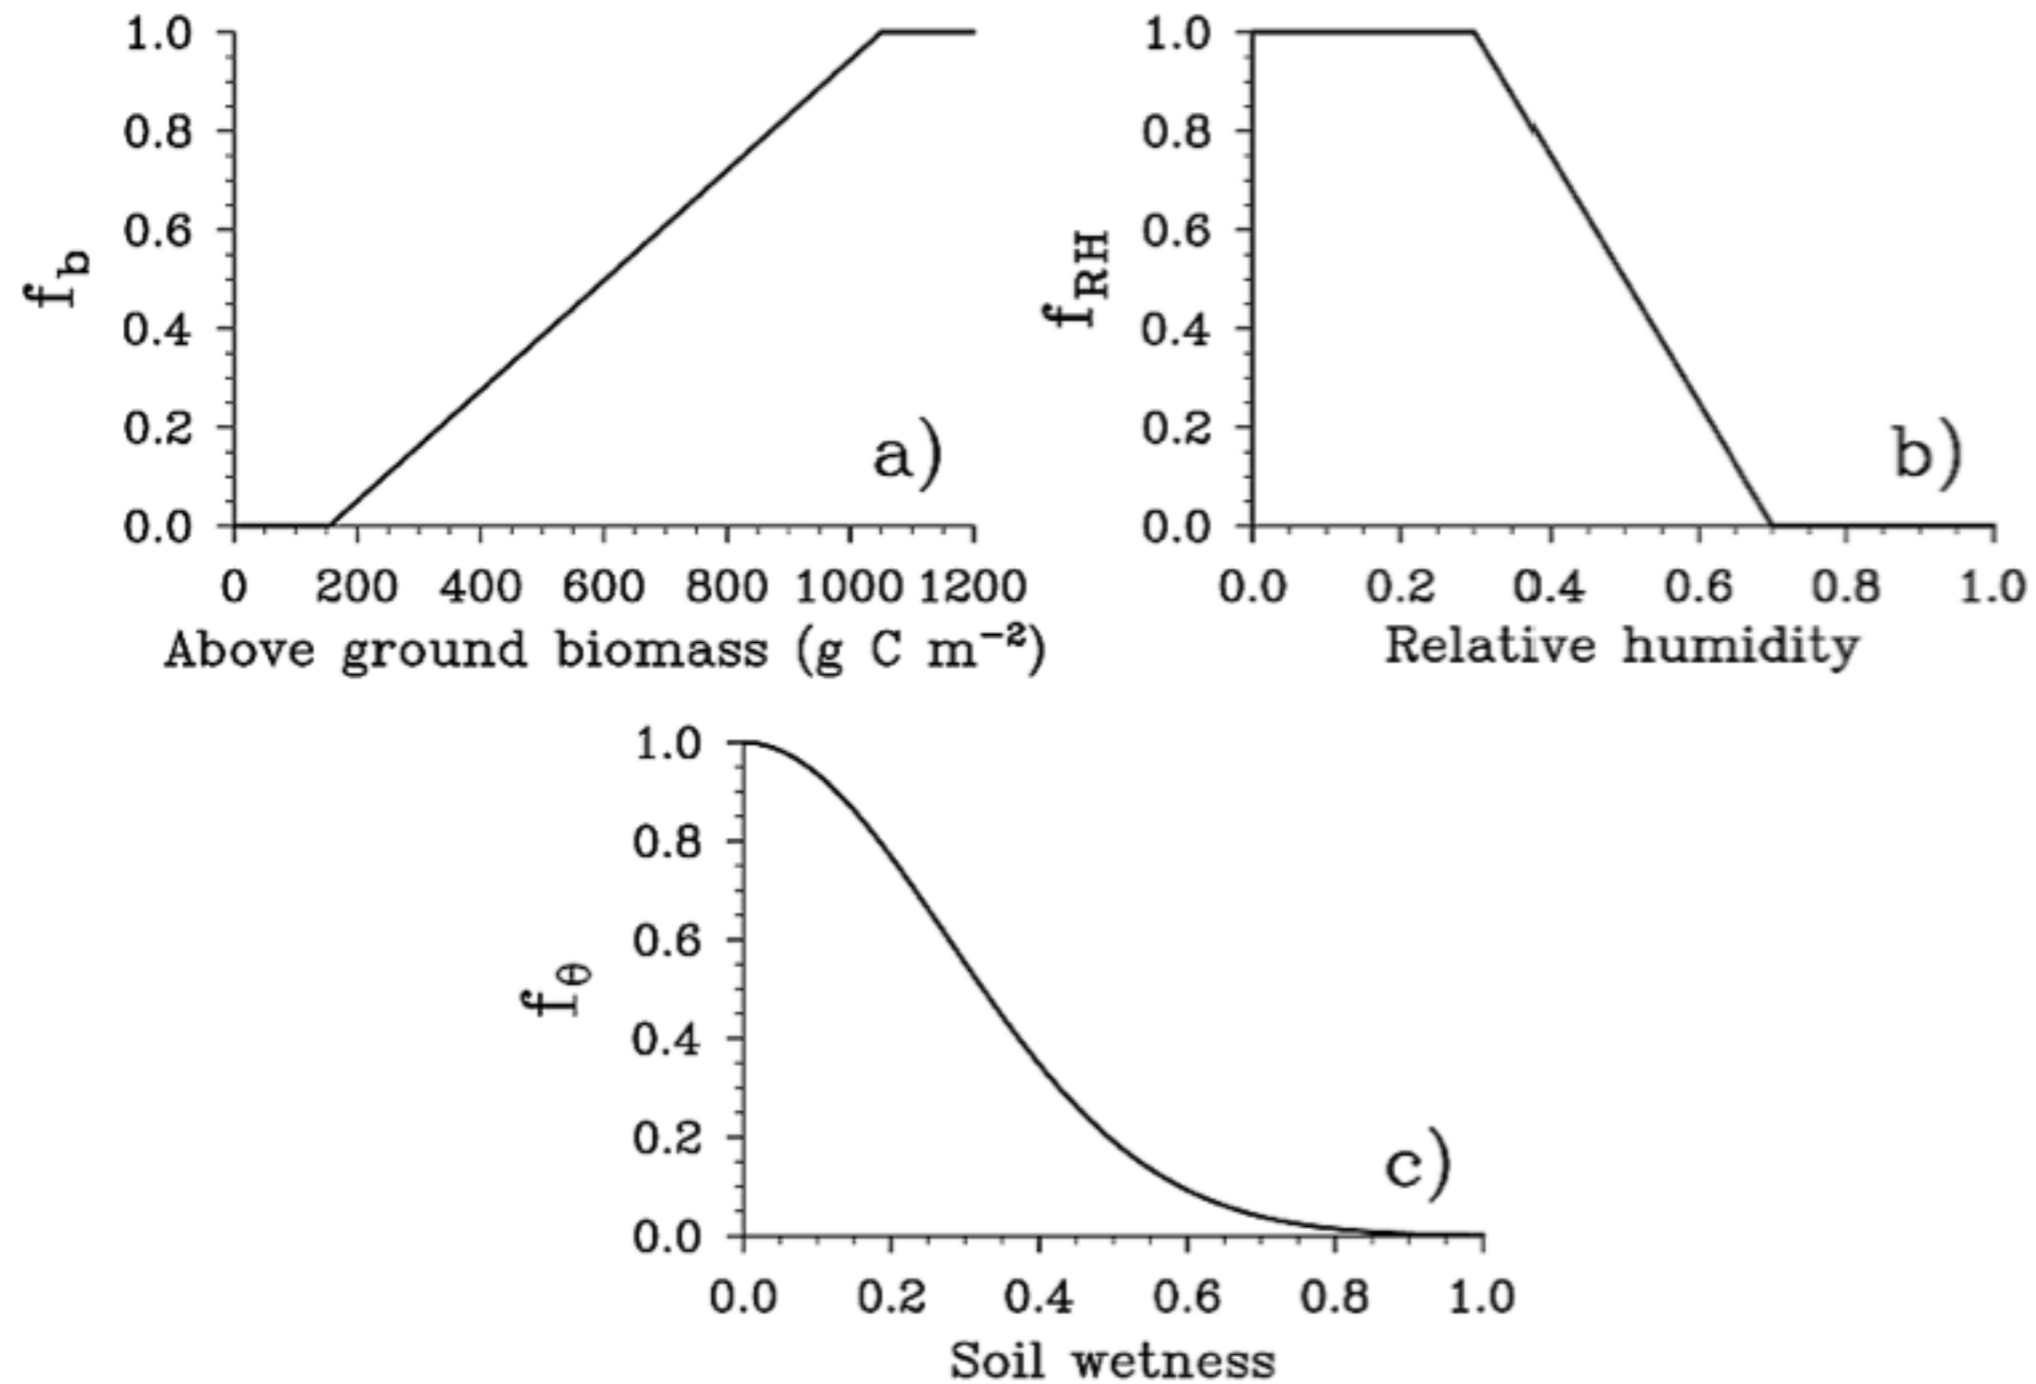 1.0
0.8
0.6
0.4
0.2
0.0
f_b
a)
0 200 400 600 800 1000 1200
Above ground biomass (g C m⁻²)
1.0
0.8
0.6
0.4
0.2
0.0
f_RH
b)
0.0 0.2 0.4 0.6 0.8 1.0
Relative humidity
1.0
0.8
0.6
0.4
0.2
0.0
f_θ
c)
0.0 0.2 0.4 0.6 0.8 1.0
Soil wetness